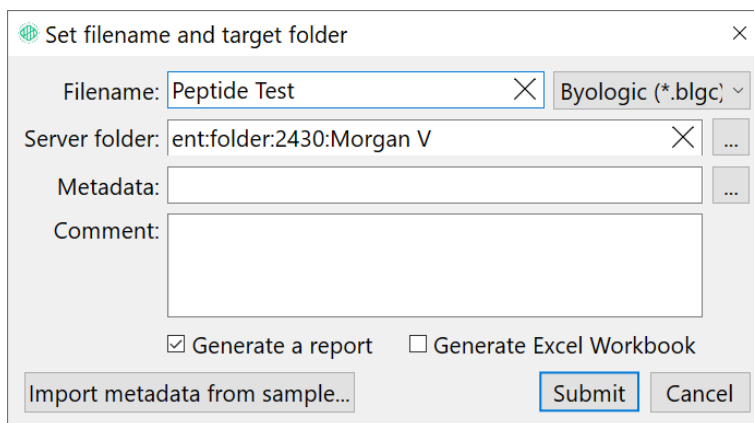 Set filename and target folder
Filename: Peptide Test Byologic (*.blgc)
Server folder: ent:folder:2430:Morgan V ...
Metadata: ...
Comment:
Generate a report Generate Excel Workbook
Import metadata from sample... Submit Cancel